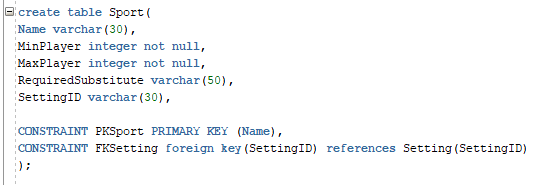 create table Sport(
Name varchar(30),
MinPlayer integer not null,
MaxPlayer integer not null,
RequiredSubstitute varchar(50),
SettingID varchar(30),
CONSTRAINT PKSport PRIMARY KEY (Name),
CONSTRAINT FKSetting foreign key(SettingID) references Setting(SettingID)
);